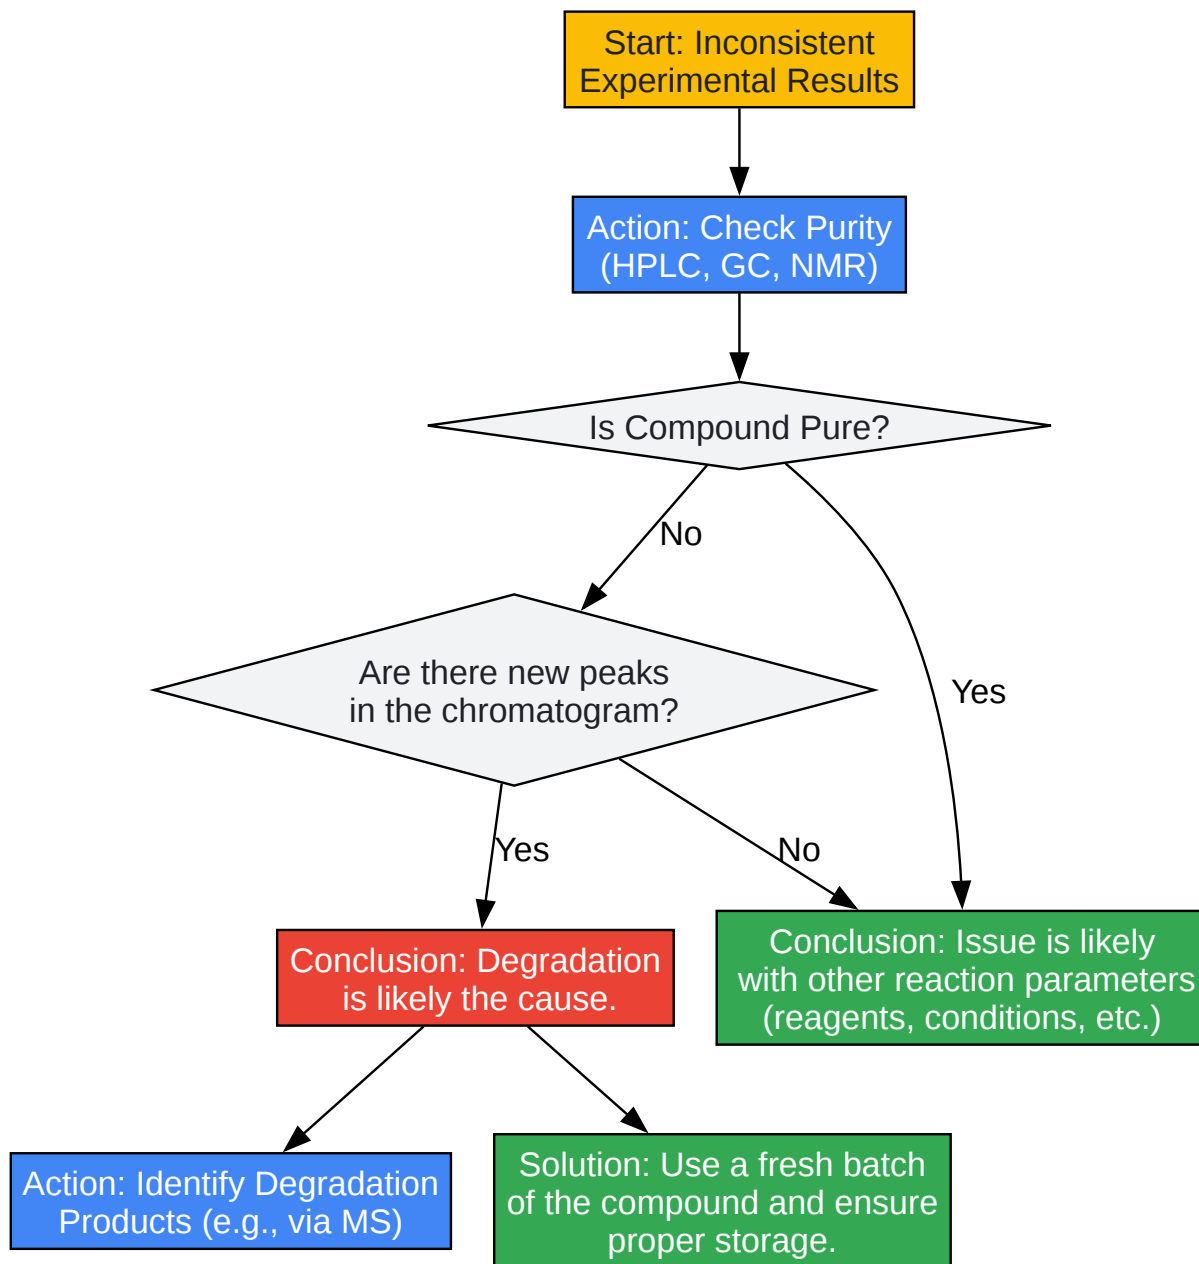 Start: Inconsistent
Experimental Results
Action: Check Purity
(HPLC, GC, NMR)
Is Compound Pure?
No
Are there new peaks
in the chromatogram?
Yes
Yes
No
Conclusion: Degradation
is likely the cause.
Conclusion: Issue is likely
with other reaction parameters
(reagents, conditions, etc.)
Action: Identify Degradation
Products (e.g., via MS)
Solution: Use a fresh batch
of the compound and ensure
proper storage.